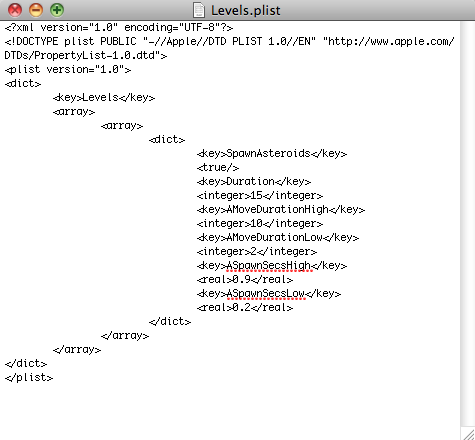 Levels.plist
<?xml version="1.0" encoding="UTF-8"?>
<!DOCTYPE plist PUBLIC "-//Apple//DTD PLIST 1.0//EN" "http://www.apple.com/
DTDs/PropertyList-1.0.dtd">
<plist version="1.0">
<dict>
<key>Levels</key>
<array>
<array>
<dict>
<key>SpawnAsteroids</key>
<true/>
<key>Duration</key>
<integer>15</integer>
<key>AMoveDurationHigh</key>
<integer>10</integer>
<key>AMoveDurationLow</key>
<integer>2</integer>
<key>ASpawnSecsHigh</key>
<real>0.9</real>
<key>ASpawnSecsLow</key>
<real>0.2</real>
</dict>
</array>
</array>
</dict>
</plist>